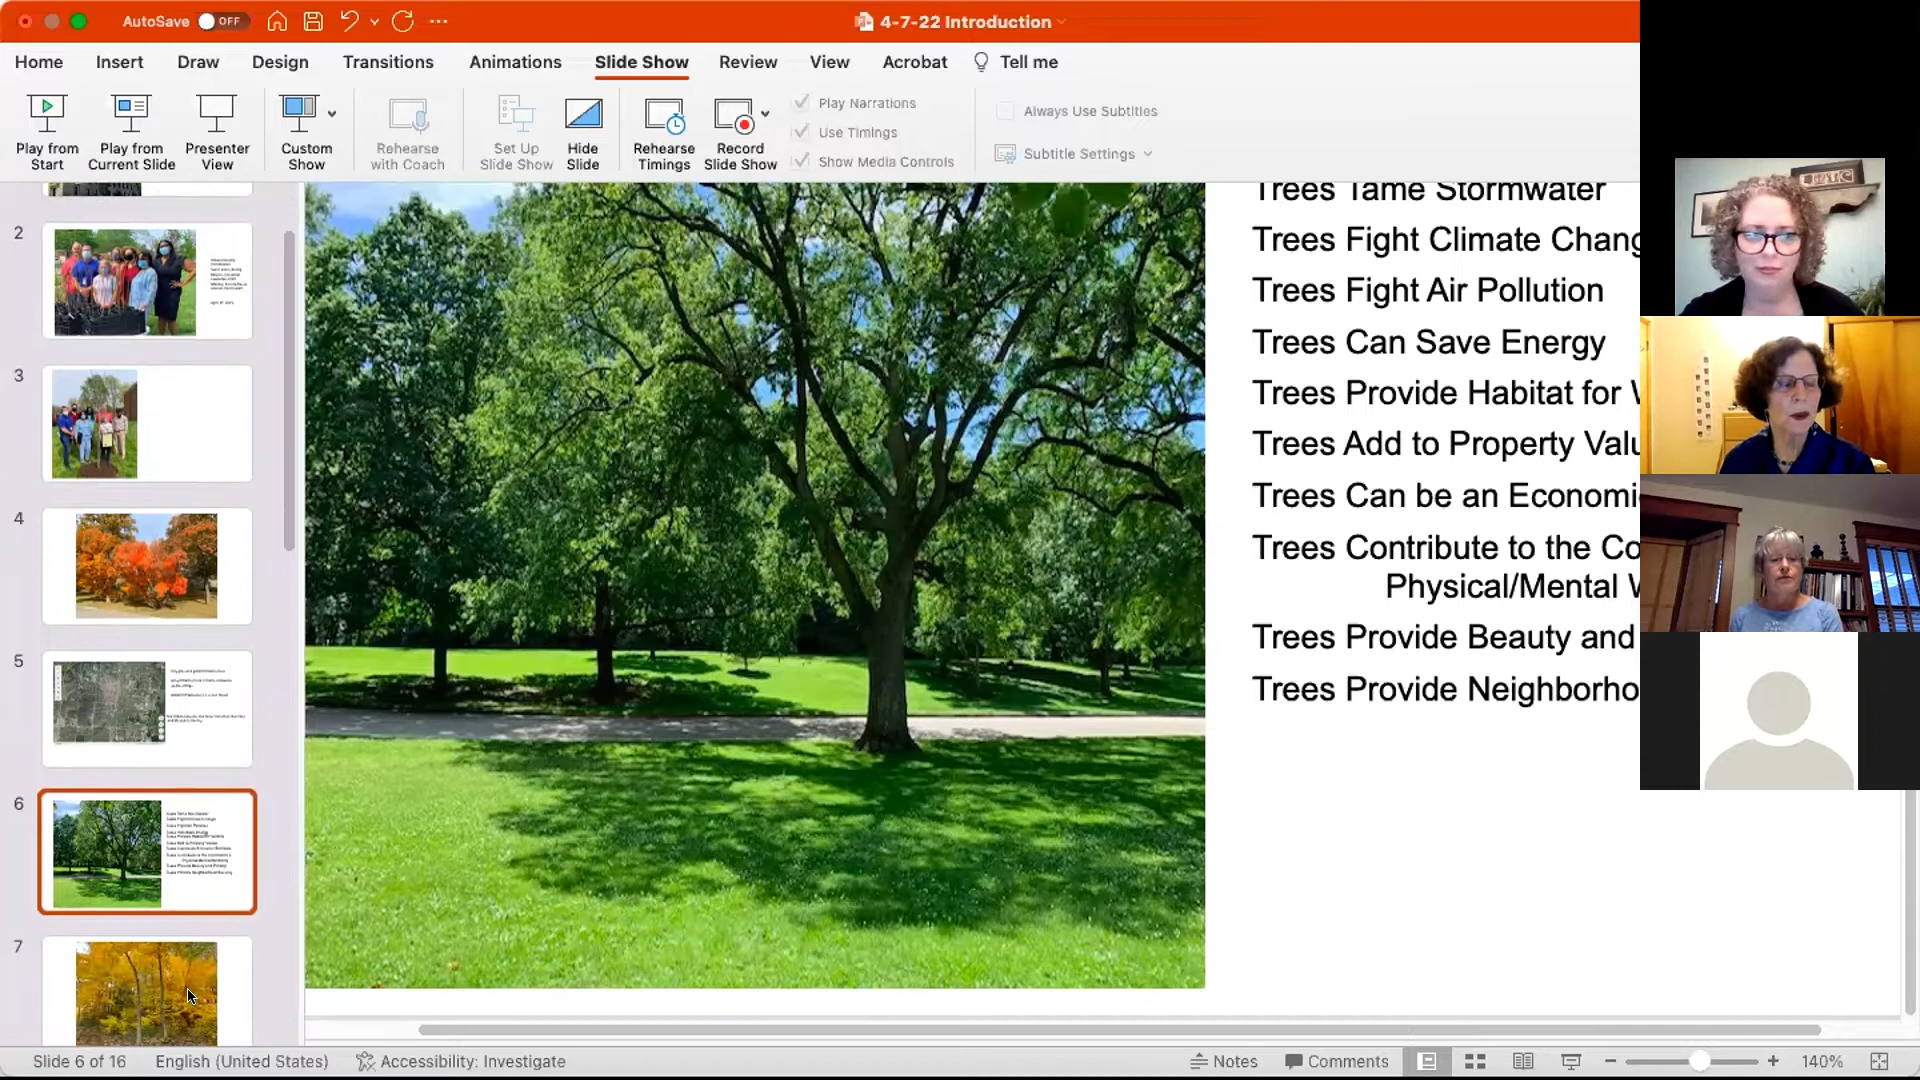 AutoSave OFF
4-7-22 Introduction
Home Insert Draw Design Transitions Animations Slide Show Review View Acrobat Tell me
Play from Start
Play from Current Slide
Presenter View
Custom Show
Rehearse with Coach
Set Up Slide Show
Hide Slide
Rehearse Timings
Record Slide Show
Play Narrations
Use Timings
Show Media Controls
Always Use Subtitles
Subtitle Settings
2
3
4
5
6
7
Trees Tame Stormwater
Trees Fight Climate Chang
Trees Fight Air Pollution
Trees Can Save Energy
Trees Provide Habitat for W
Trees Add to Property Valu
Trees Can be an Economi
Trees Contribute to the Co
Physical/Mental W
Trees Provide Beauty and
Trees Provide Neighborho
Slide 6 of 16 English (United States) Accessibility: Investigate Notes Comments 140%